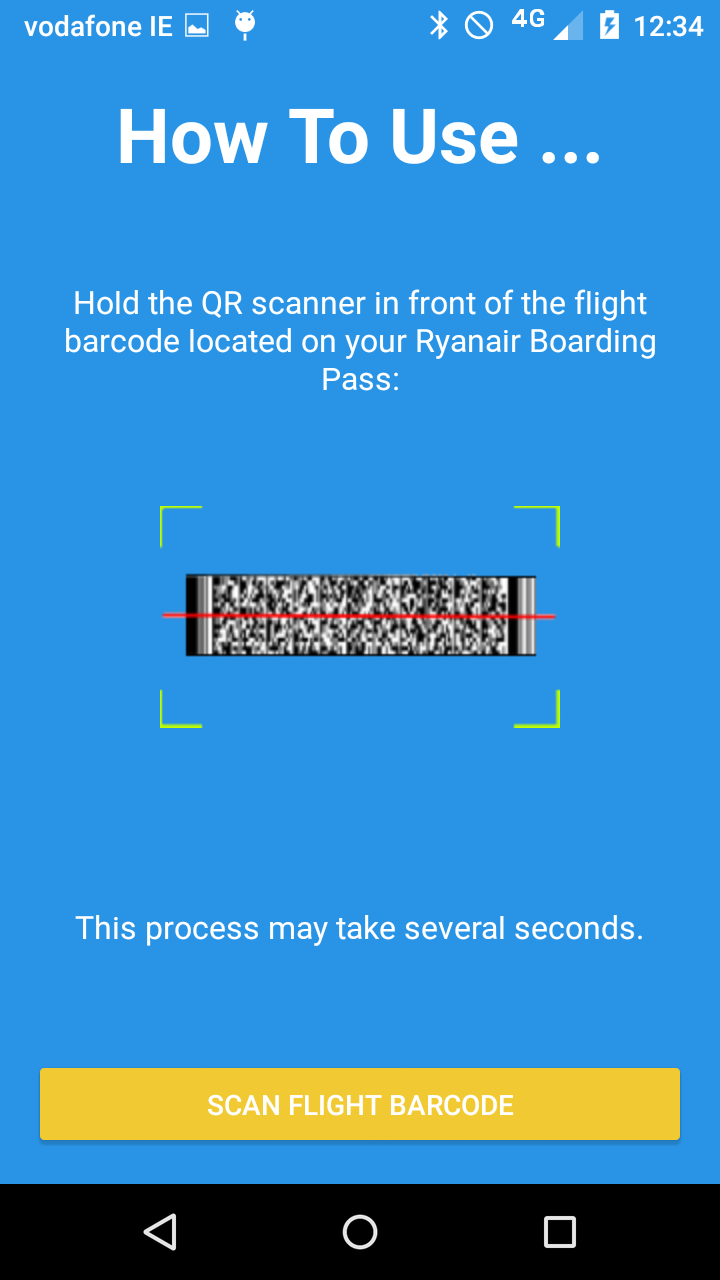 vodafone IE 4G 12:34
How To Use ...
Hold the QR scanner in front of the flight
barcode located on your Ryanair Boarding
Pass:
This process may take several seconds.
SCAN FLIGHT BARCODE